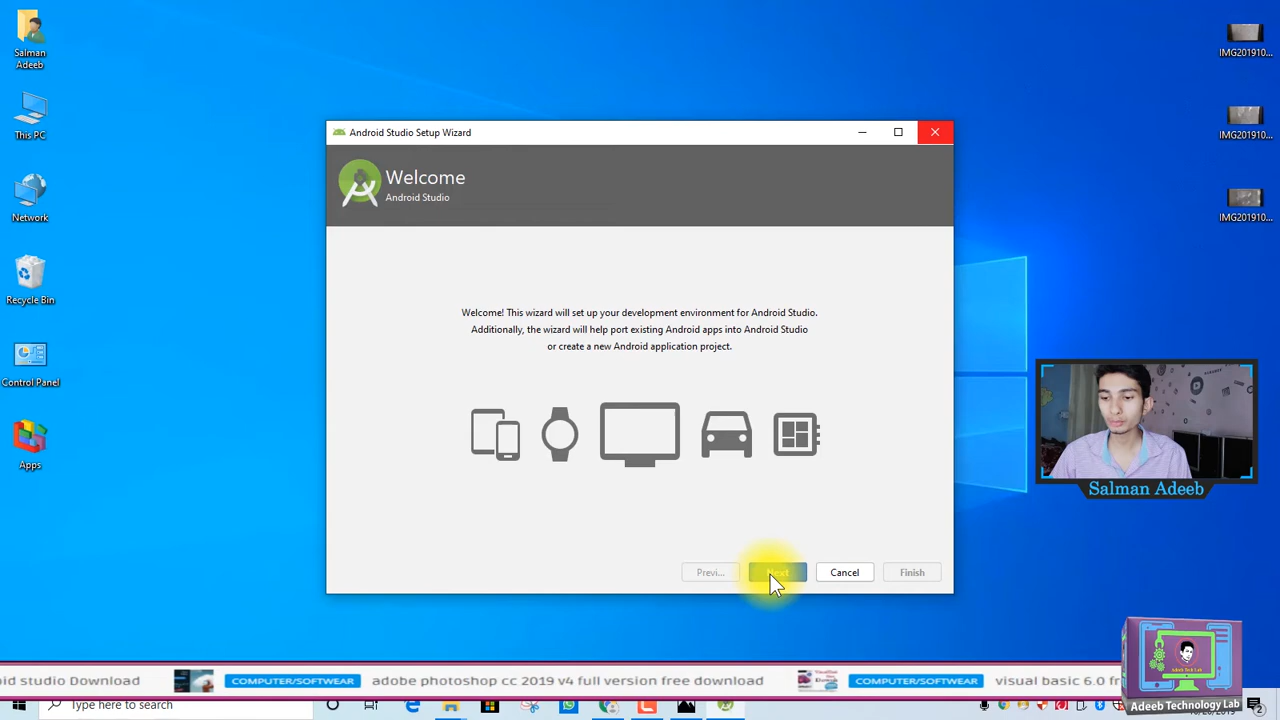 Salman
Adeeb
This PC
Network
Recycle Bin
Control Panel
Apps
IMG201910...
IMG201910...
IMG201910...
Android Studio Setup Wizard
Welcome
Android Studio
Welcome! This wizard will set up your development environment for Android Studio.
Additionally, the wizard will help port existing Android apps into Android Studio
or create a new Android application project.
Previ...
Next
Cancel
Finish
Salman Adeeb
Adeeb Technology Lab
od studio Download
COMPUTER/SOFTWARE
adobe photoshop cc 2019 v4 full version free download
COMPUTER/SOFTWARE
visual basic 6.0 fr
Type here to search